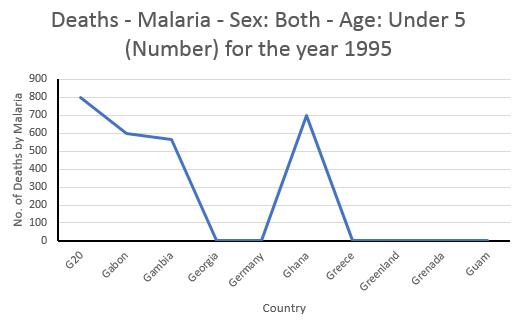 Deaths - Malaria - Sex: Both - Age: Under 5
(Number) for the year 1995
No. of Deaths by Malaria
900
800
700
600
500
400
300
200
100
0
G20
Gabon
Gambia
Georgia
Germany
Ghana
Greece
Greenland
Grenada
Guam
Country